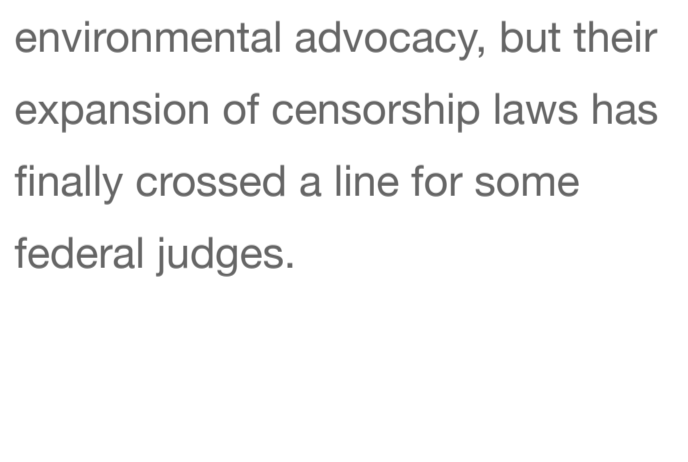 environmental advocacy, but their
expansion of censorship laws has
finally crossed a line for some
federal judges.